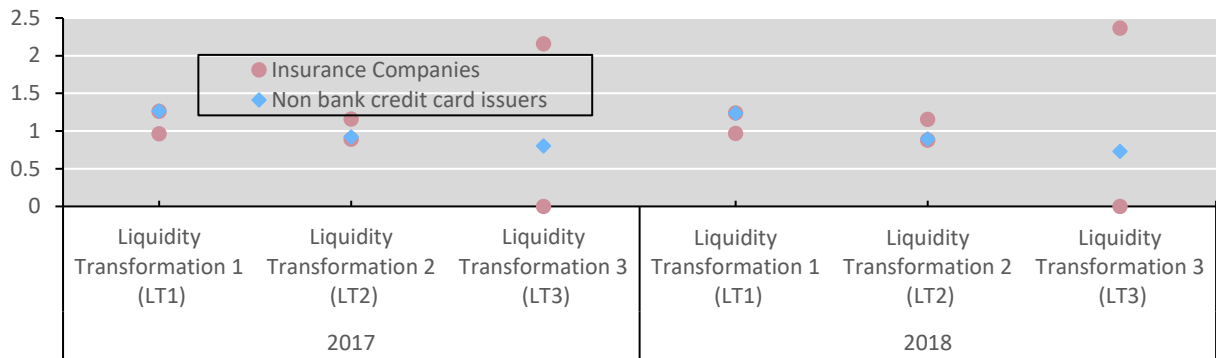 2.5
2
1.5
1
0.5
0
Insurance Companies
Non bank credit card issuers
Liquidity
Transformation 1
(LT1)
Liquidity
Transformation 2
(LT2)
Liquidity
Transformation 3
(LT3)
Liquidity
Transformation 1
(LT1)
Liquidity
Transformation 2
(LT2)
Liquidity
Transformation 3
(LT3)
2017
2018